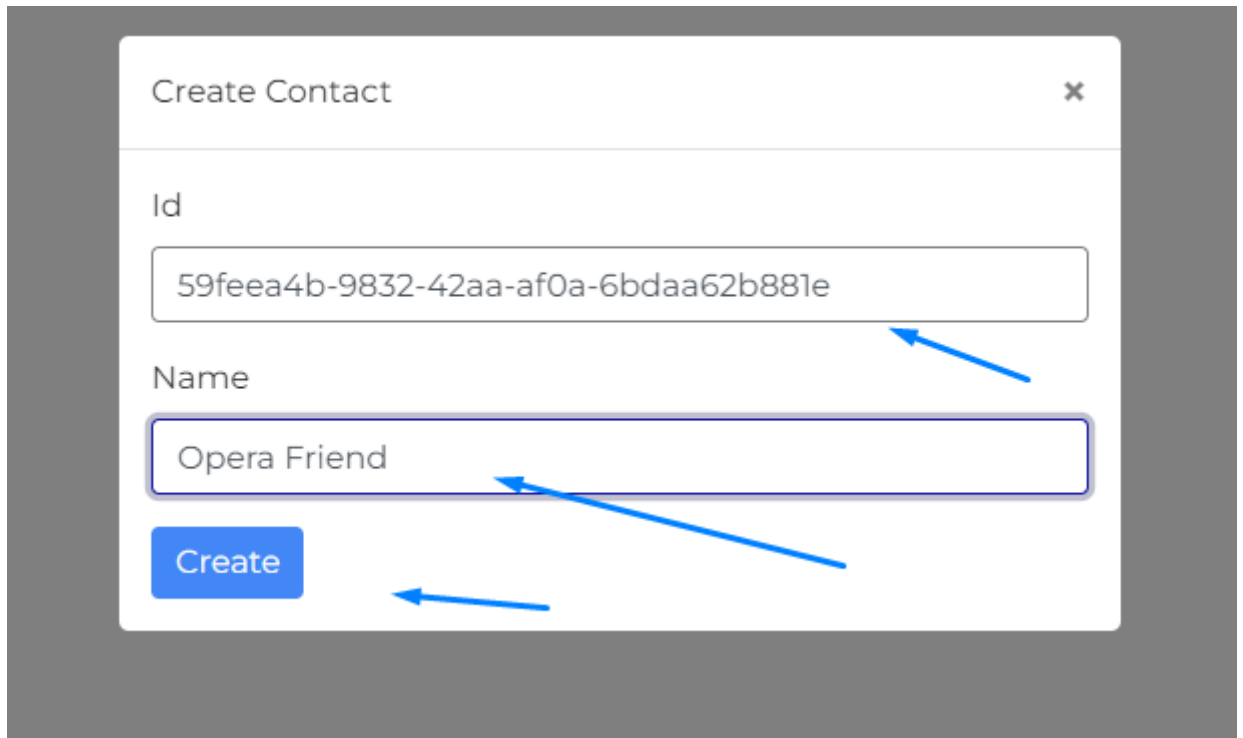 Create Contact ×
Id
59feea4b-9832-42aa-af0a-6bdaa62b881e
Name
Opera Friend
Create